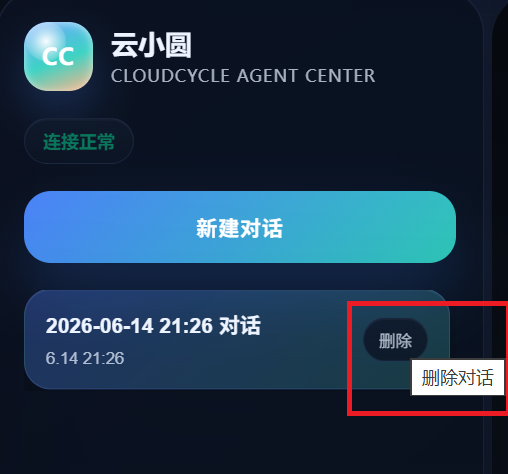 CC
云小圆
CLOUDCYCLE AGENT CENTER
连接正常
新建对话
2026-06-14 21:26 对话
6.14 21:26
删除
删除对话